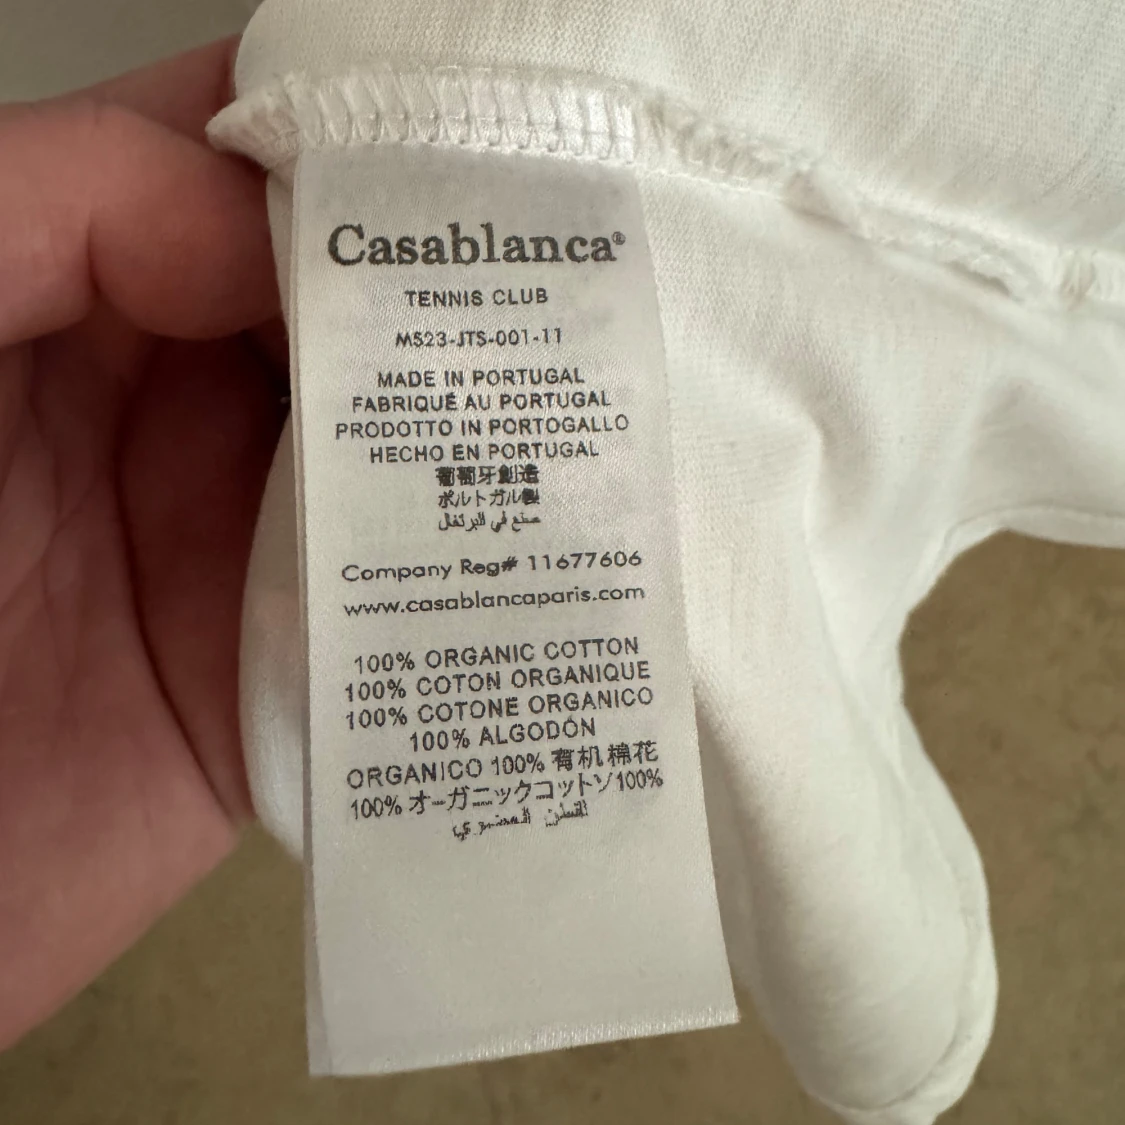 Casablanca®
TENNIS CLUB
MS23-JTS-001-11
MADE IN PORTUGAL
FABRIQUÉ AU PORTUGAL
PRODOTTO IN PORTOGALLO
HECHO EN PORTUGAL
葡萄牙創造
ポルトガル製
صنع في البرتغال
Company Reg# 11677606
www.casablancaparis.com
100% ORGANIC COTTON
100% COTON ORGANIQUE
100% COTONE ORGANICO
100% ALGODÓN
ORGANICO 100% 有机棉花
100% オーガニックコットン100%
القطن العضوي